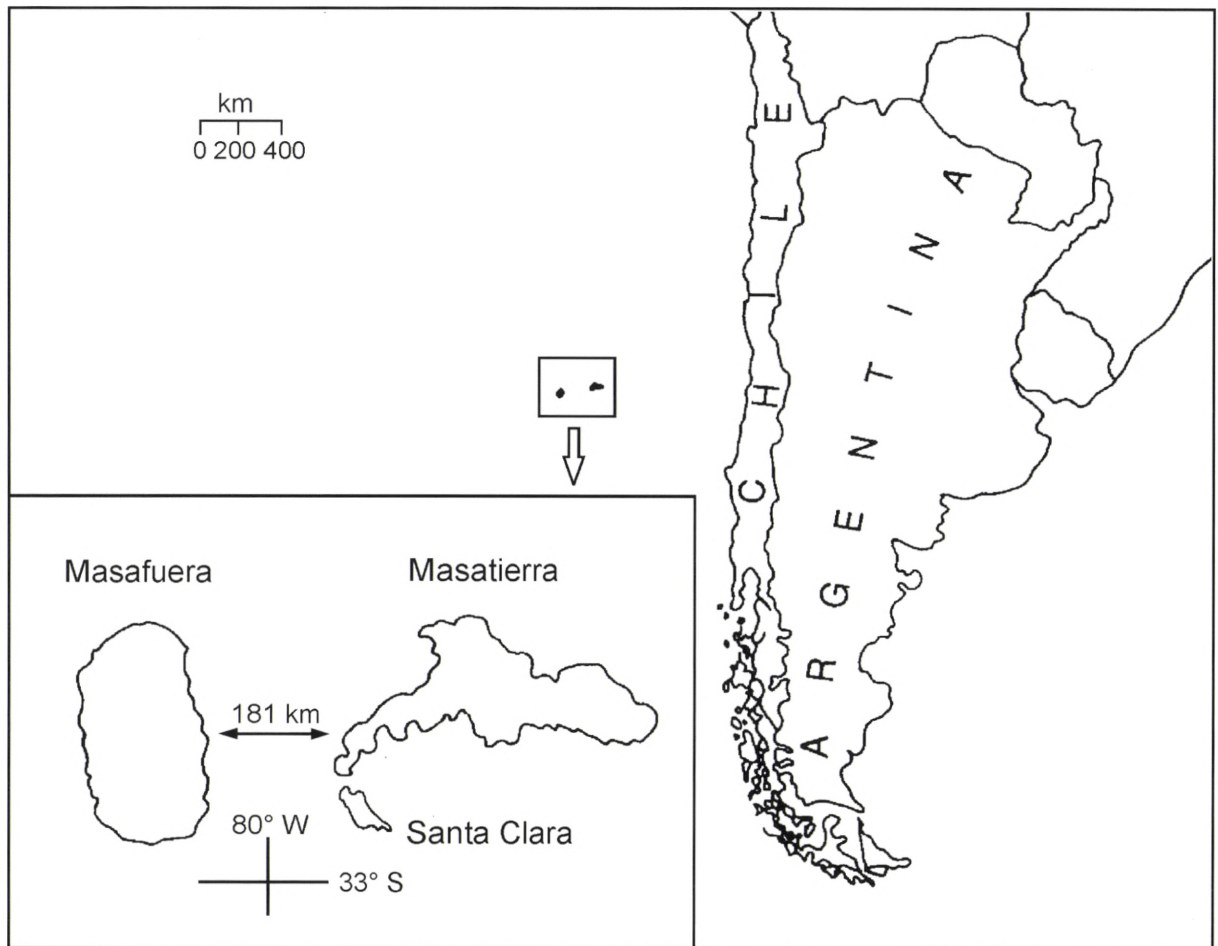 km
0 200 400
CHILE
ARGENTINA
Masafuera
Masatierra
181 km
80° W
Santa Clara
33° S